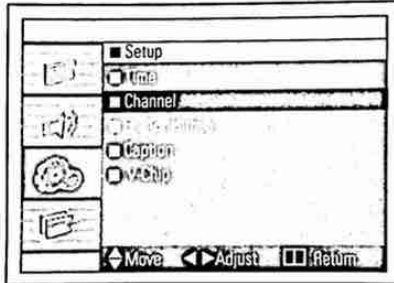 Setup
Time
Channel
Caption
V-Chip
Move Adjust Return